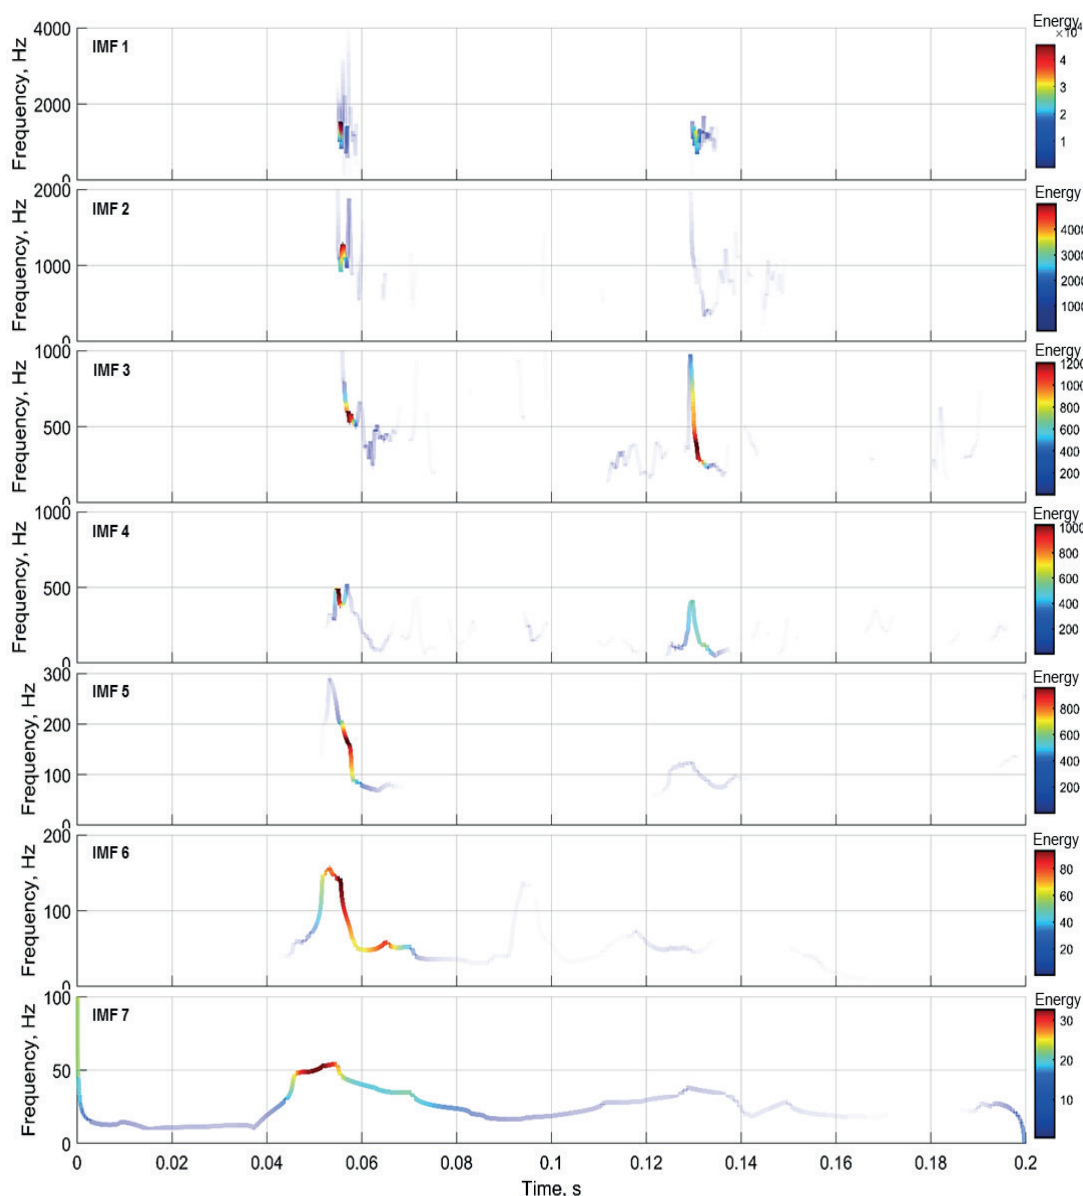 Energy
×10⁴
4000
IMF 1
4
Frequency, Hz
3
2000
2
1
0
2000
Energy
IMF 2
4000
Frequency, Hz
3000
1000
2000
1000
0
1000
Energy
IMF 3
1200
1000
Frequency, Hz
800
500
600
400
200
0
1000
Energy
IMF 4
1000
Frequency, Hz
800
500
600
400
200
0
300
Energy
IMF 5
800
Frequency, Hz
200
600
400
100
200
0
200
Energy
IMF 6
80
Frequency, Hz
60
100
40
20
0
100
Energy
IMF 7
30
Frequency, Hz
50
20
10
0
0 0.02 0.04 0.06 0.08 0.1 0.12 0.14 0.16 0.18 0.2
Time, s